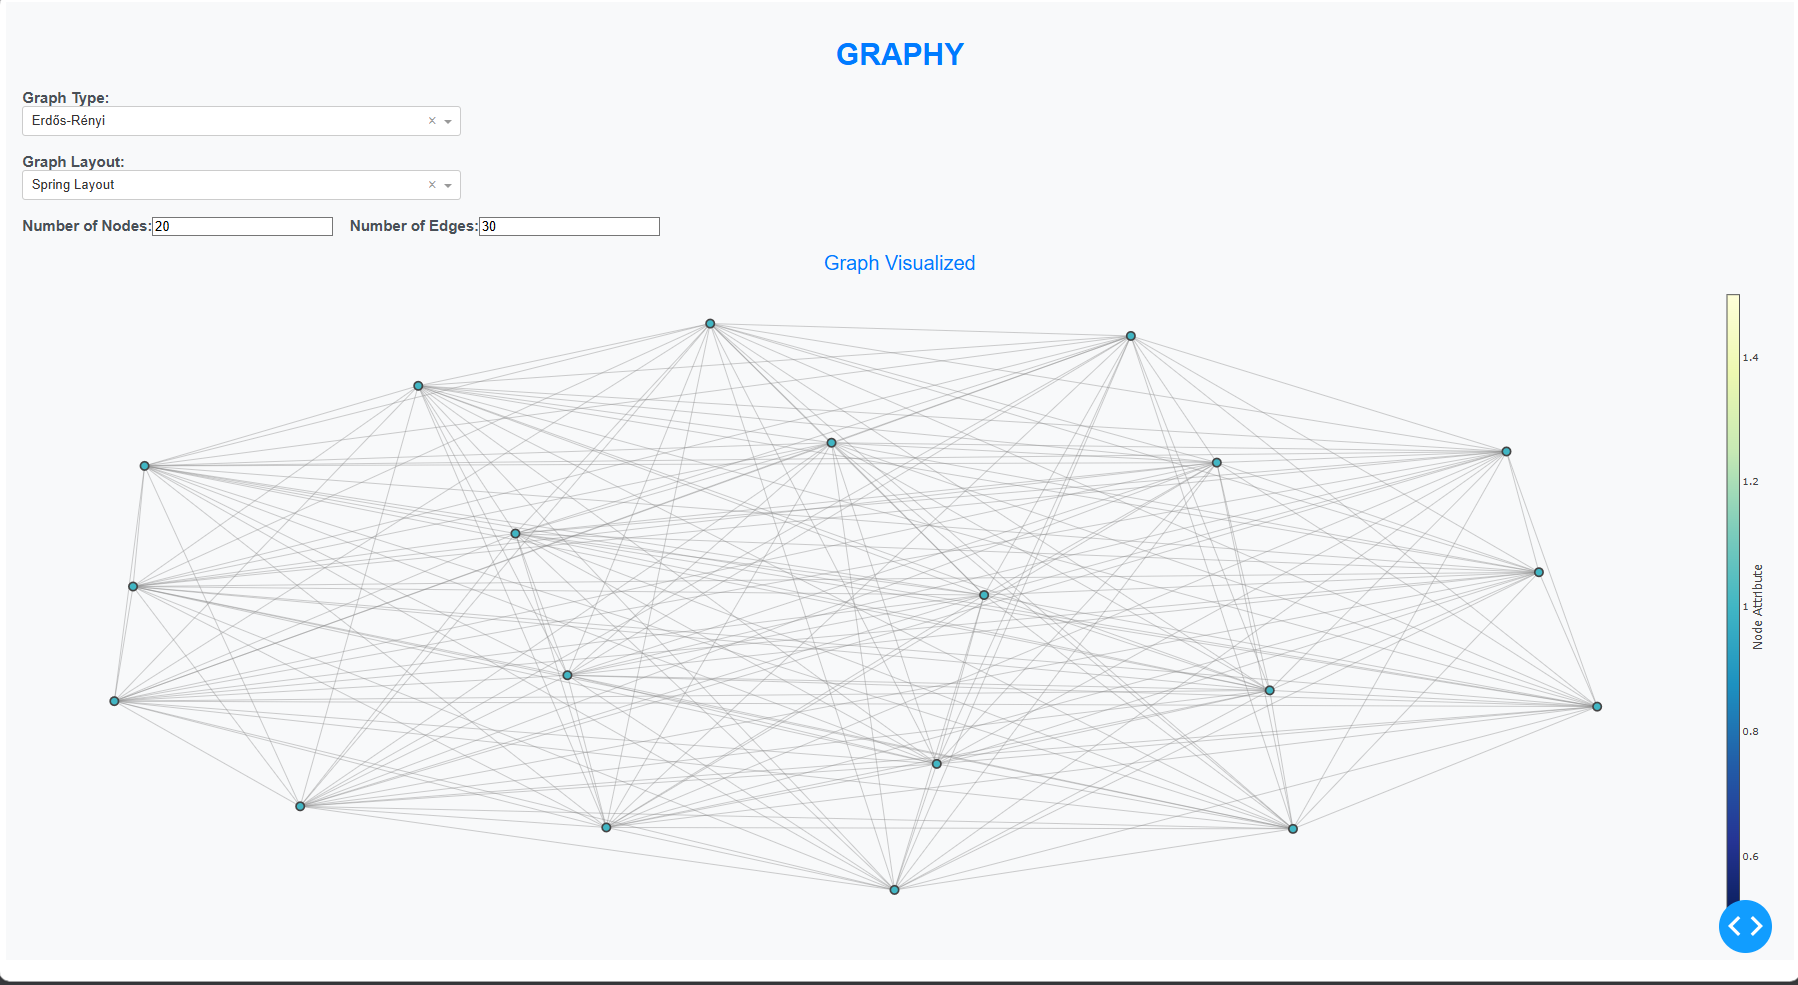 GRAPHY
Graph Type:
Erdős-Rényi
Graph Layout:
Spring Layout
Number of Nodes: 20 Number of Edges: 30
Graph Visualized
1.4
1.2
1
0.8
0.6
Node Attribute